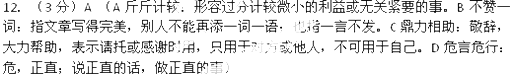 12. （3 分）A （A 斤斤计较：形容过分计较微小的利益或无关紧要的事。B 不赞一
词：指文章写得完美，别人不能再添一词一语，也指一言不发。C 鼎力相助：敬辞，
大力帮助，表示请托或感谢时用，只用于对方或他人，不可用于自己。D 危言危行：
危，正直；说正直的话，做正直的事）